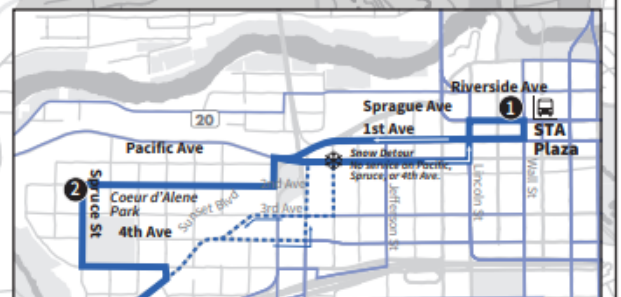 Riverside Ave
1
Sprague Ave
20
1st Ave
STA
Plaza
Pacific Ave
Snow Detour
No service on Pacific,
Spruce, or 4th Ave.
2
Spruce St
Coeur d'Alene
Park
2nd Ave
Sunset Blvd
3rd Ave
4th Ave
Jefferson St
Lincoln St
Wall St